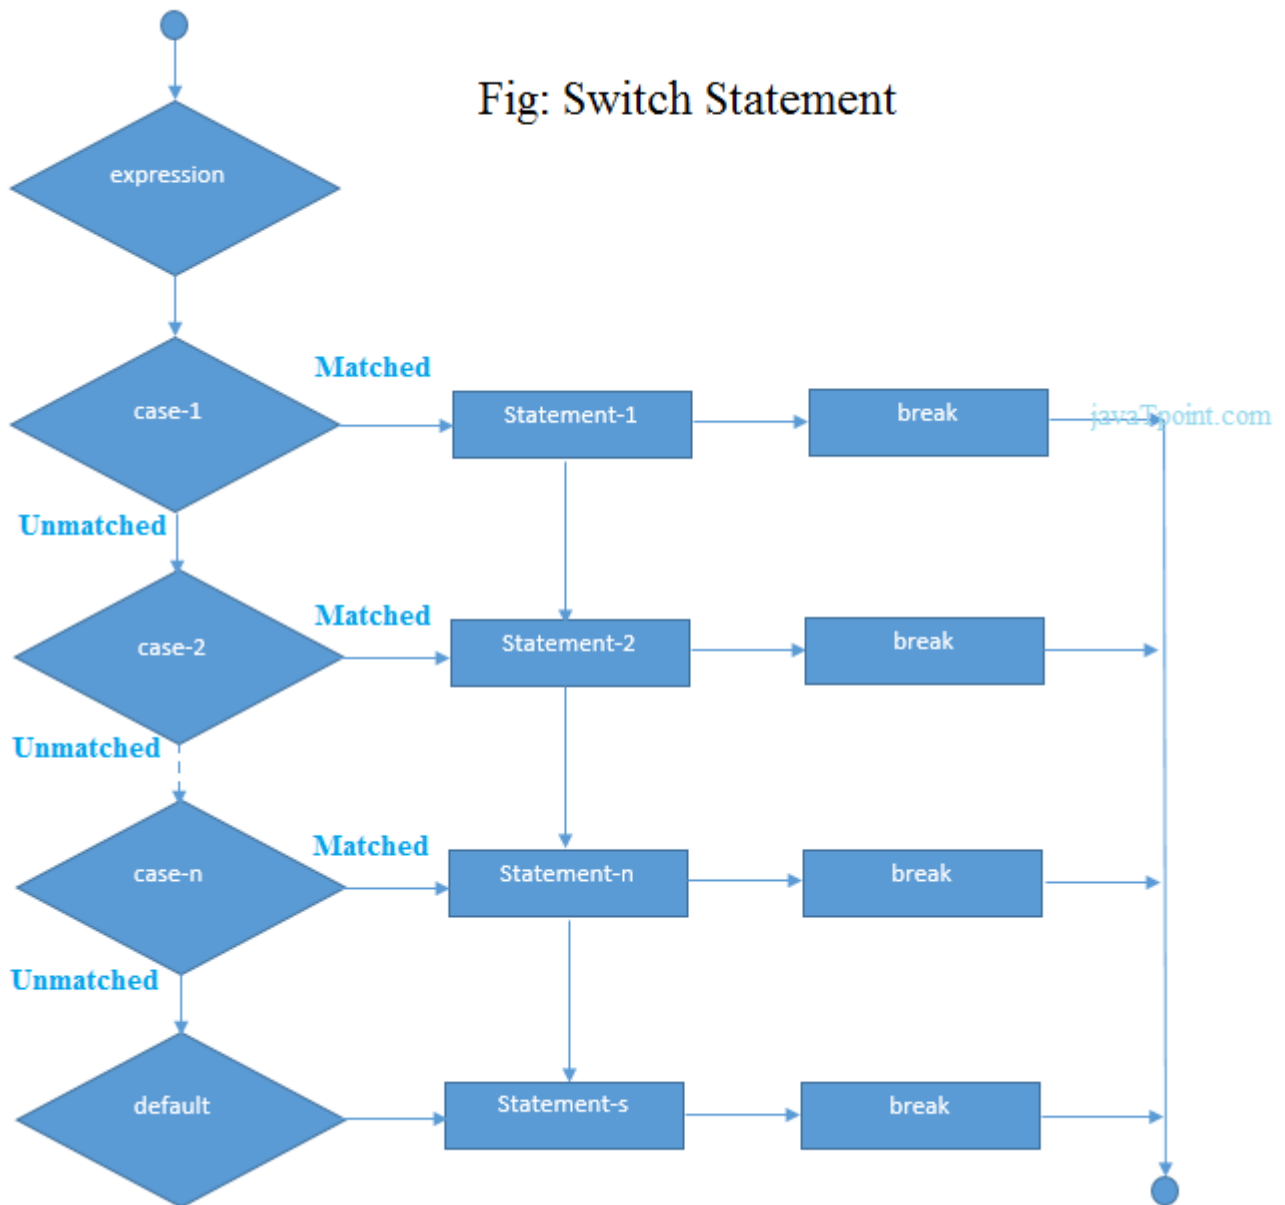 Fig: Switch Statement
expression
case-1
Matched
Statement-1
break
javaTpoint.com
Unmatched
case-2
Matched
Statement-2
break
Unmatched
case-n
Matched
Statement-n
break
Unmatched
default
Statement-s
break